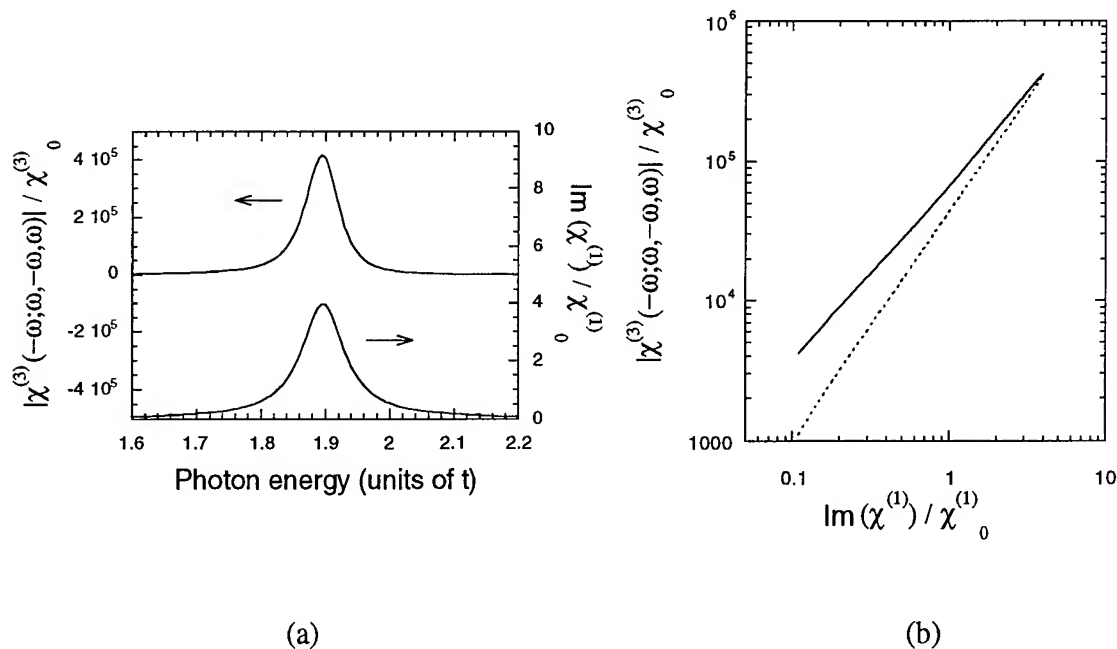 |χ^(3)(-ω;ω,-ω,ω)| / χ^(3)_0
4 10^5
2 10^5
0
-2 10^5
-4 10^5
10
8
6
4
2
0
Im (χ^(1)) / χ^(1)_0
1.6 1.7 1.8 1.9 2 2.1 2.2
Photon energy (units of t)
(a)
|χ^(3)(-ω;ω,-ω,ω)| / χ^(3)_0
10^6
10^5
10^4
1000
0.1 1 10
Im (χ^(1)) / χ^(1)_0
(b)